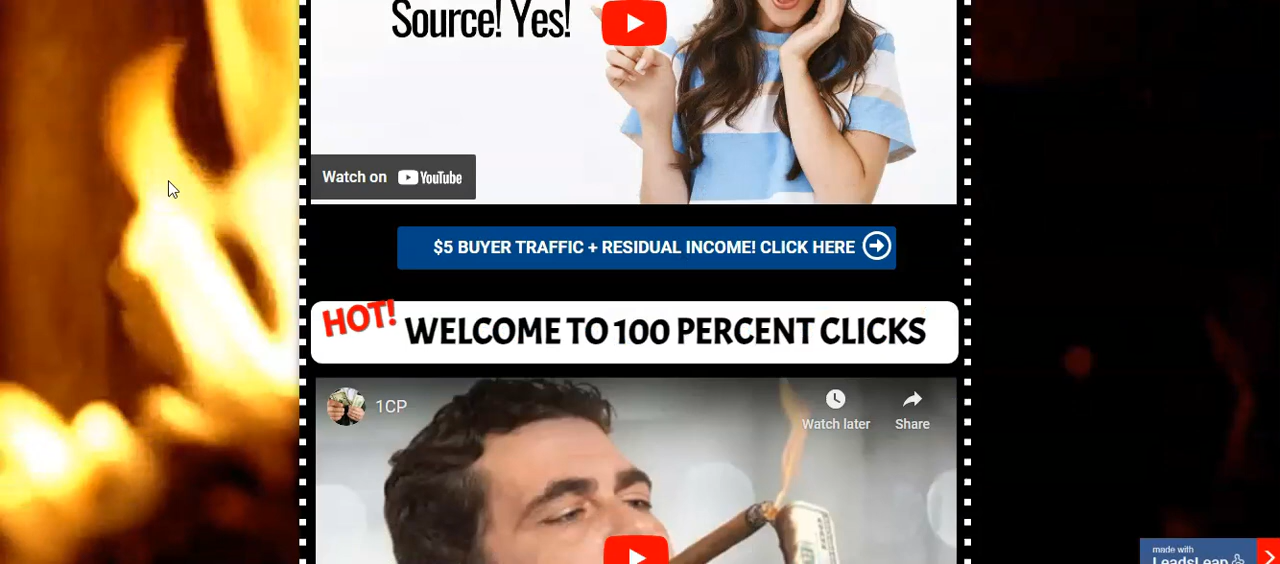 Source! Yes!
Watch on YouTube
$5 BUYER TRAFFIC + RESIDUAL INCOME! CLICK HERE
HOT! WELCOME TO 100 PERCENT CLICKS
1CP
Watch later
Share
made with
LeadsLeap